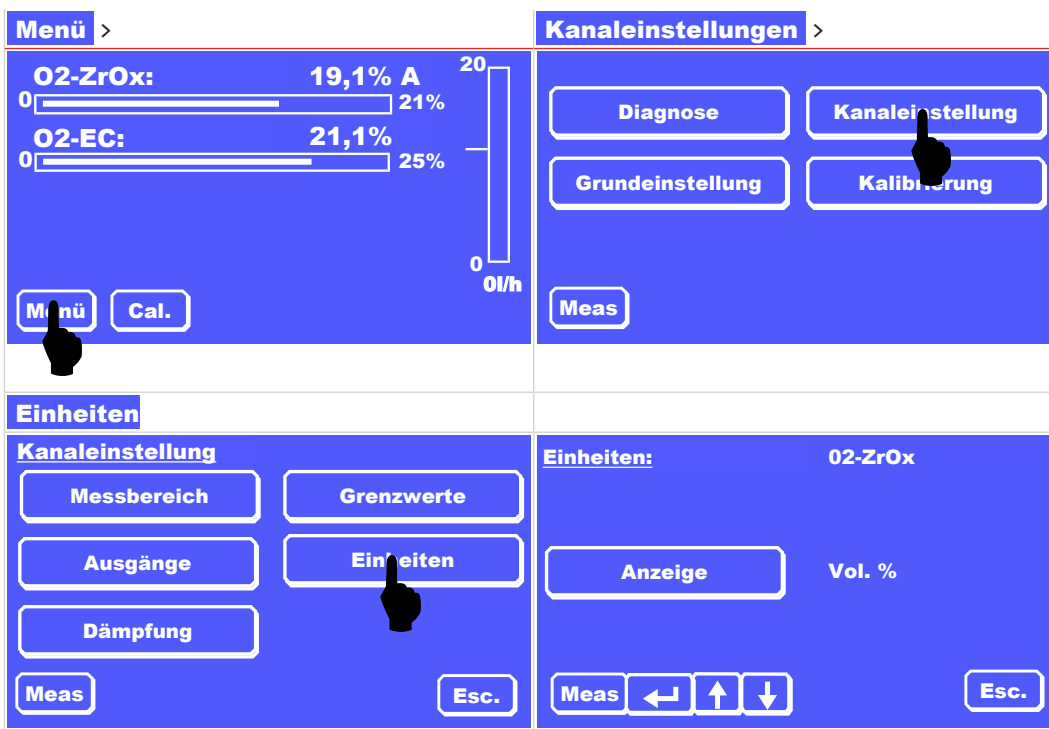 Menü >
Kanaleinstellungen >
O2-ZrOx: 19,1% A
0 21%
O2-EC: 21,1%
0 25%
20
0
0l/h
Menü Cal.
Diagnose Kanaleinstellung
Grundeinstellung Kalibrierung
Meas
Einheiten
Kanaleinstellung
Messbereich Grenzwerte
Ausgänge Einheiten
Dämpfung
Meas Esc.
Einheiten: 02-ZrOx
Anzeige Vol. %
Meas Esc.